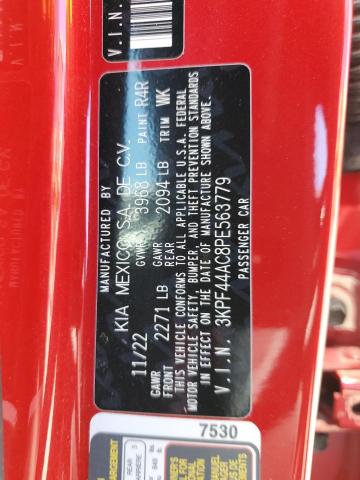 MANUFACTURED BY
KIA MEXICO, S.A. DE C.V.
11/22 GVWR 3968 LB PAINT R4R
GAWR FRONT 2271 LB GAWR REAR 2094 LB TRIM WK
THIS VEHICLE CONFORMS TO ALL APPLICABLE U.S.A. FEDERAL
MOTOR VEHICLE SAFETY, BUMPER, AND THEFT PREVENTION STANDARDS
IN EFFECT ON THE DATE OF MANUFACTURE SHOWN ABOVE.
V.I.N. 3KPF44AC8PE563779
PASSENGER CAR
V.I.N.
7530
REAR